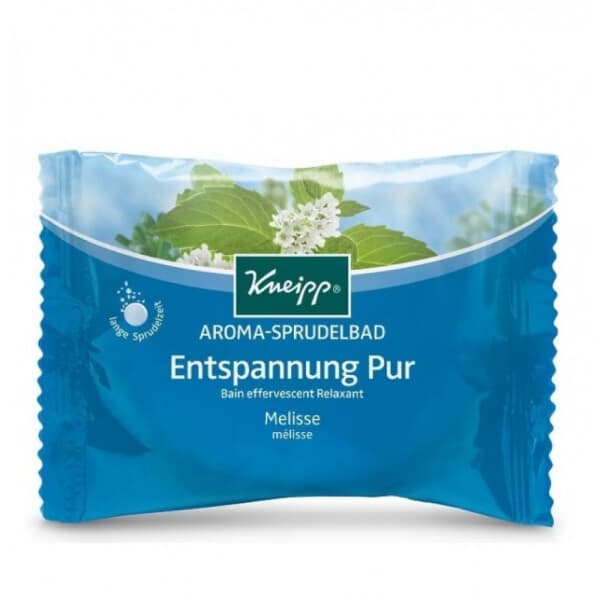 Kneipp®
lange Sprudelzeit
AROMA-SPRUDELBAD
Entspannung Pur
Bain effervescent Relaxant
Melisse
mélisse